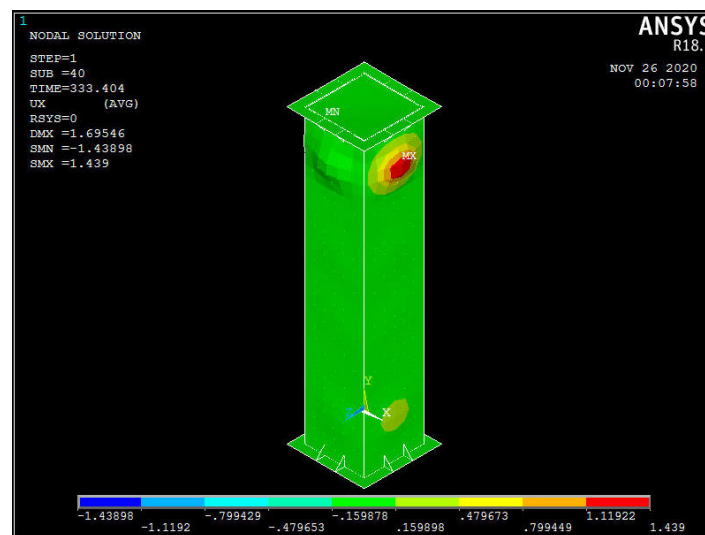 1
NODAL SOLUTION
STEP=1
SUB =40
TIME=333.404
UX (AVG)
RSYS=0
DMX =1.69546
SMN =-1.43898
SMX =1.439
ANSYS
R18.
NOV 26 2020
00:07:58
MN
MX
Y
Z X
-1.43898 -.799429 -.159878 .479673 1.11922
-1.1192 -.479653 .159898 .799449 1.439